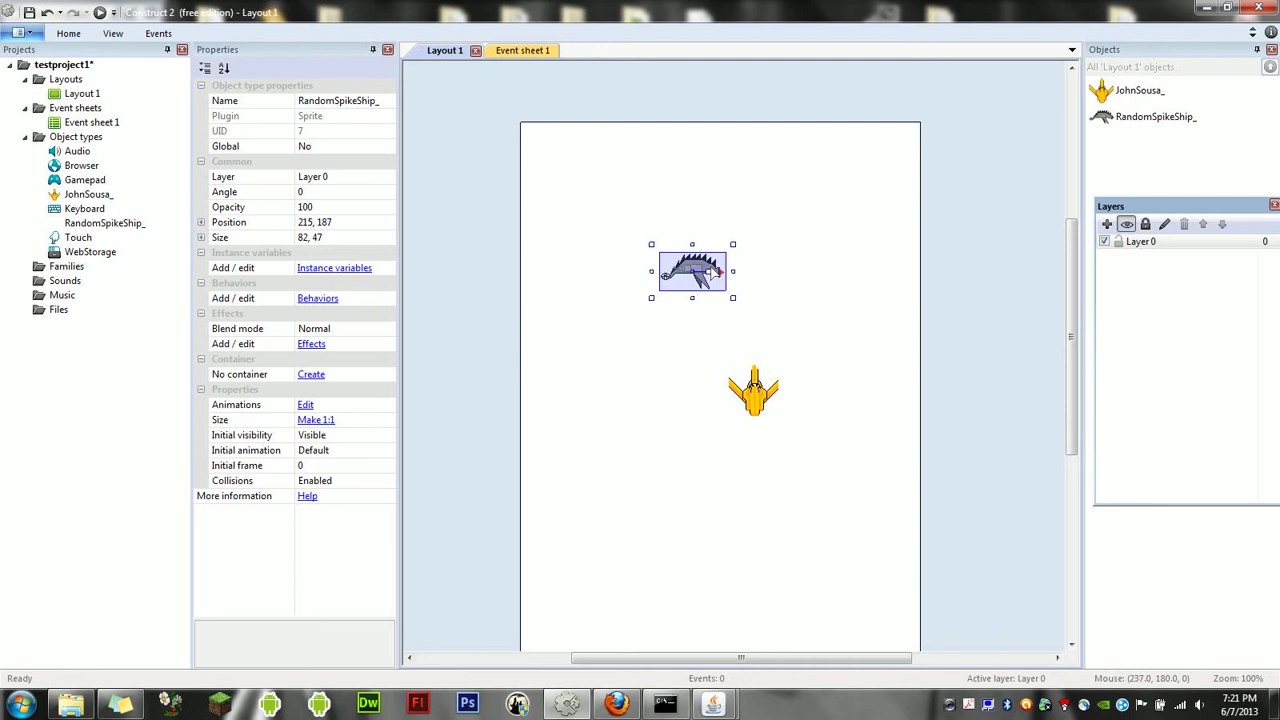 Construct 2 (free edition) - Layout 1
Home View Events
Projects
testproject1*
Layouts
Layout 1
Event sheets
Event sheet 1
Object types
Audio
Browser
Gamepad
JohnSousa_
Keyboard
RandomSpikeShip_
Touch
WebStorage
Families
Sounds
Music
Files
Properties
Object type properties
Name RandomSpikeShip_
Plugin Sprite
UID 7
Global No
Common
Layer Layer 0
Angle 0
Opacity 100
Position 215, 187
Size 82, 47
Instance variables
Add / edit Instance variables
Behaviors
Add / edit Behaviors
Effects
Blend mode Normal
Add / edit Effects
Container
No container Create
Properties
Animations Edit
Size Make 1:1
Initial visibility Visible
Initial animation Default
Initial frame 0
Collisions Enabled
More information Help
Layout 1 Event sheet 1
Objects
All 'Layout 1' objects
JohnSousa_
RandomSpikeShip_
Layers
Layer 0 0
Ready Events: 0 Active layer: Layer 0 Mouse: (237.0, 180.0, 0) Zoom: 100%
Dw Fl Ps
7:21 PM
6/7/2013